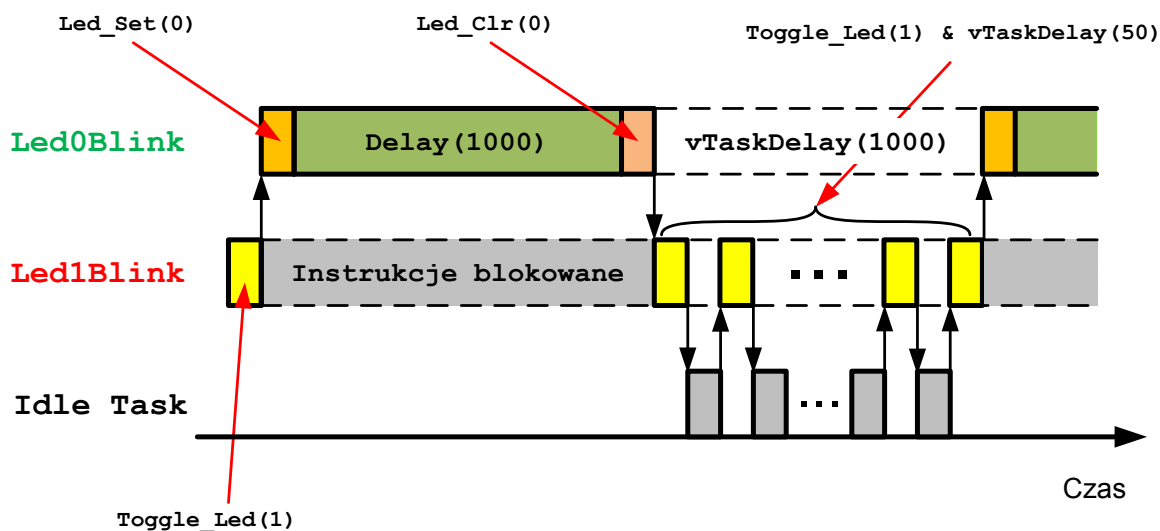 Led_Set(0)
Led_Clr(0)
Toggle_Led(1) & vTaskDelay(50)
Led0Blink
Delay(1000)
vTaskDelay(1000)
Led1Blink
Instrukcje blokowane
Idle Task
Czas
Toggle_Led(1)